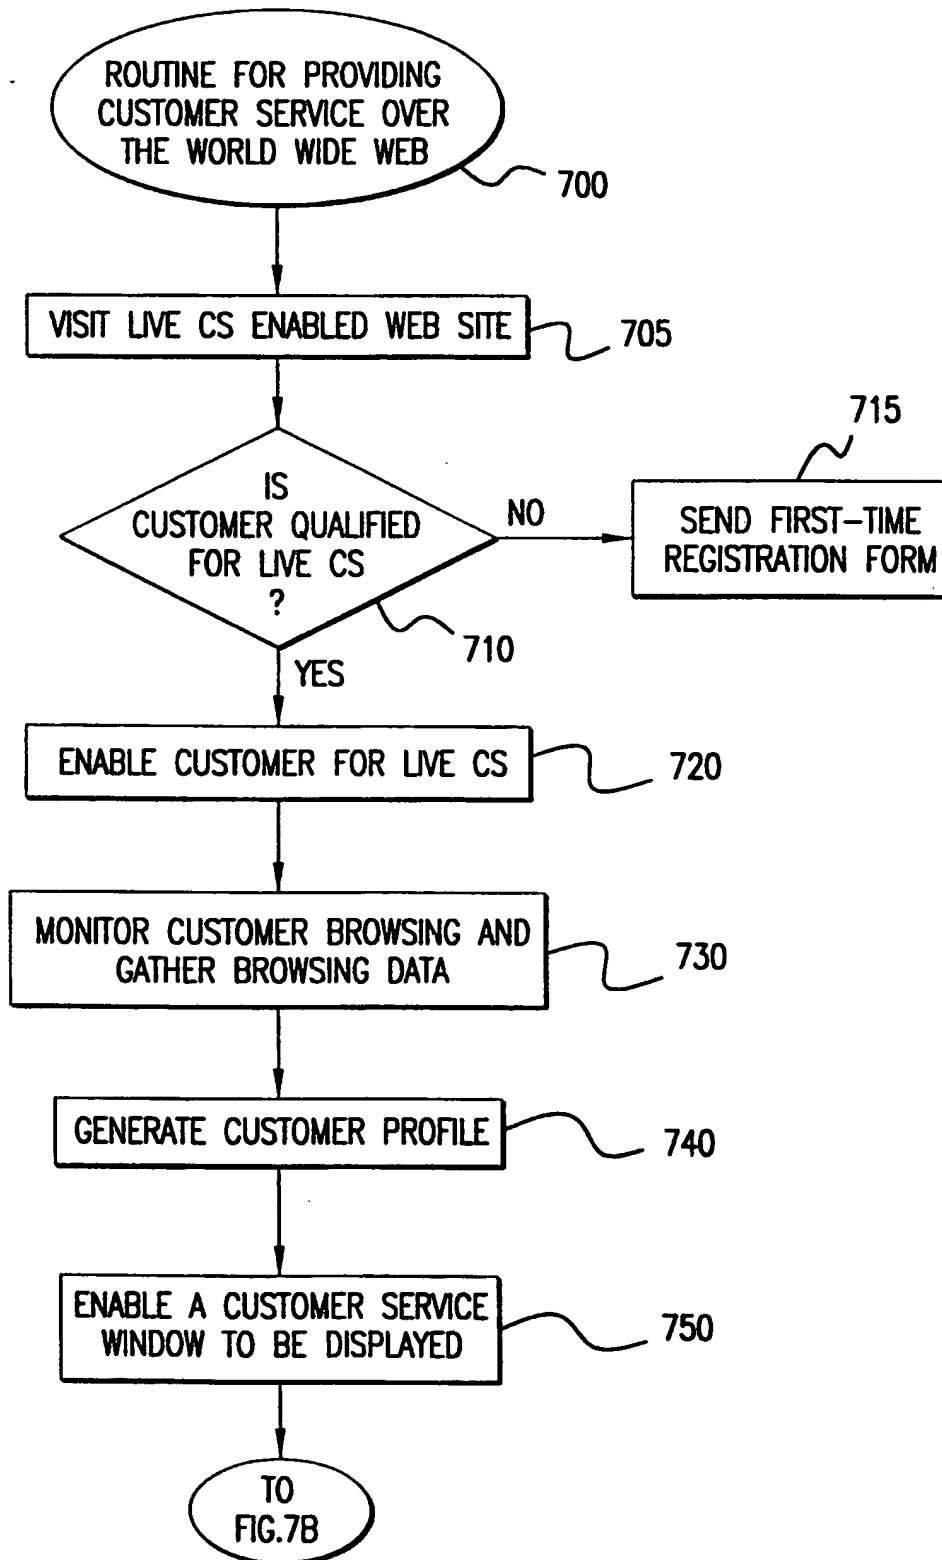 ROUTINE FOR PROVIDING
CUSTOMER SERVICE OVER
THE WORLD WIDE WEB
700
VISIT LIVE CS ENABLED WEB SITE
705
715
IS
CUSTOMER QUALIFIED
FOR LIVE CS
?
NO
SEND FIRST-TIME
REGISTRATION FORM
710
YES
ENABLE CUSTOMER FOR LIVE CS
720
MONITOR CUSTOMER BROWSING AND
GATHER BROWSING DATA
730
GENERATE CUSTOMER PROFILE
740
ENABLE A CUSTOMER SERVICE
WINDOW TO BE DISPLAYED
750
TO
FIG.7B